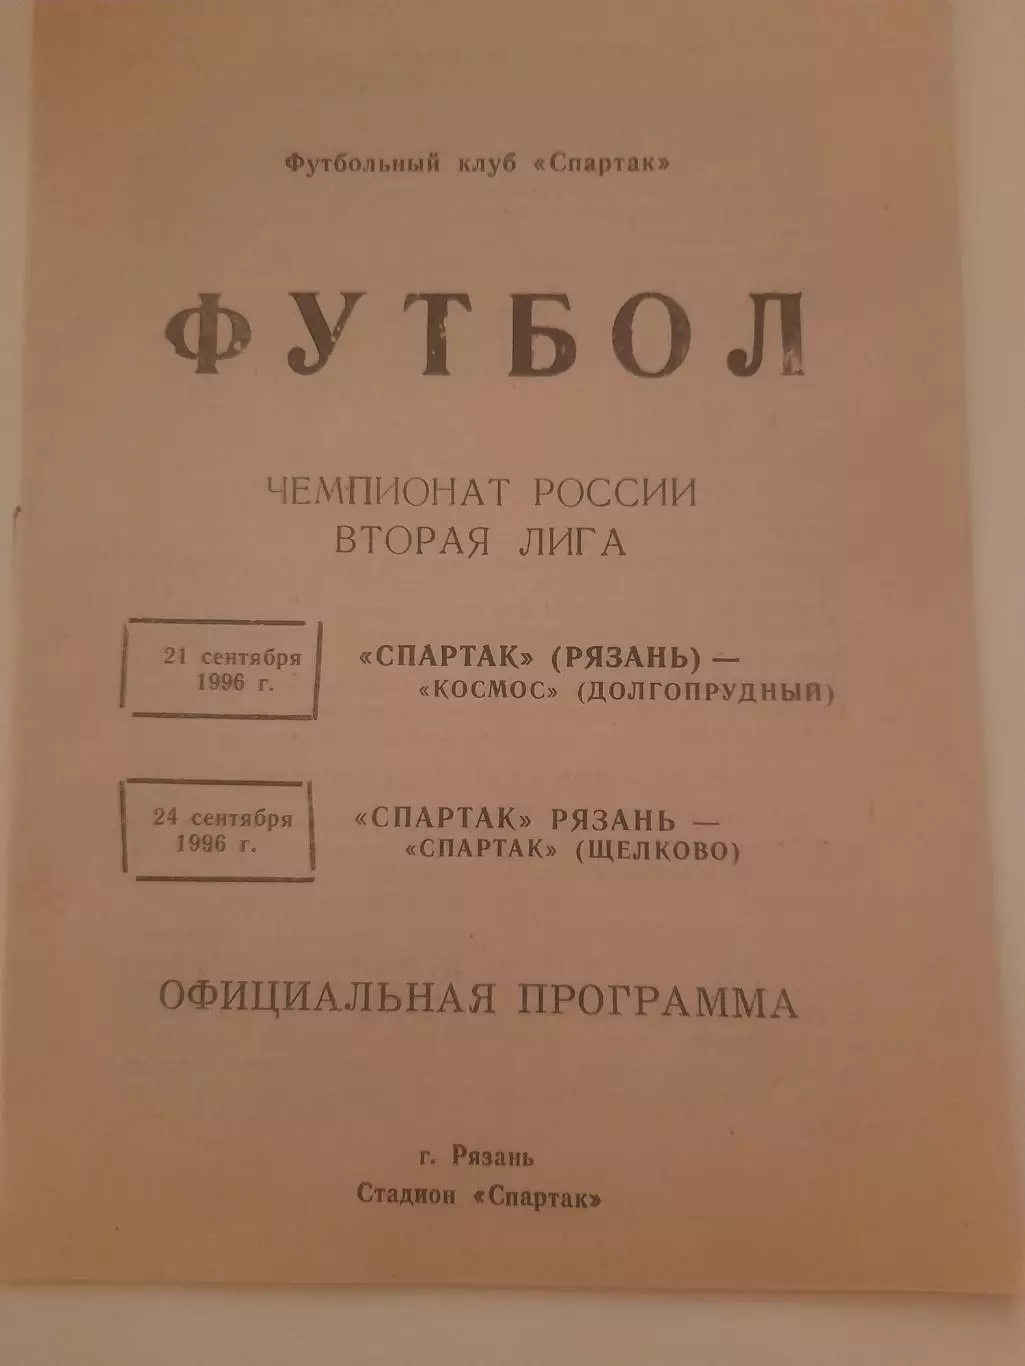 Футбольный клуб «Спартак»
ФУТБОЛ
ЧЕМПИОНАТ РОССИИ
ВТОРАЯ ЛИГА
21 сентября
1996 г.
«СПАРТАК» (РЯЗАНЬ) —
«КОСМОС» (ДОЛГОПРУДНЫЙ)
24 сентября
1996 г.
«СПАРТАК» РЯЗАНЬ —
«СПАРТАК» (ЩЕЛКОВО)
ОФИЦИАЛЬНАЯ ПРОГРАММА
г. Рязань
Стадион «Спартак»